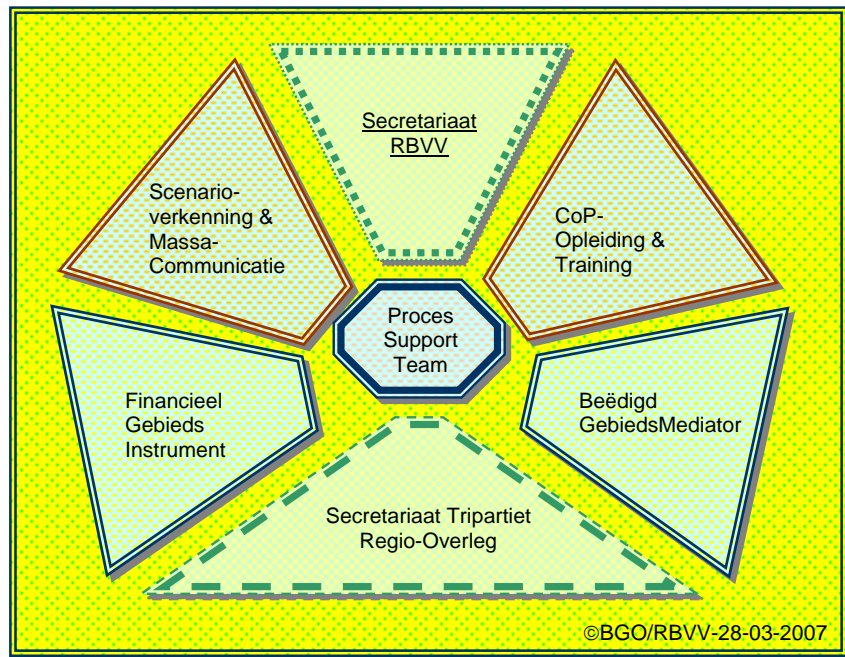 Secretariaat
RBVV
Scenario-
verkenning &
Massa-
Communicatie
CoP-
Opleiding &
Training
Proces
Support
Team
Financieel
Gebieds
Instrument
Beëdigd
GebiedsMediator
Secretariaat Tripartiet
Regio-Overleg
©BGO/RBVV-28-03-2007